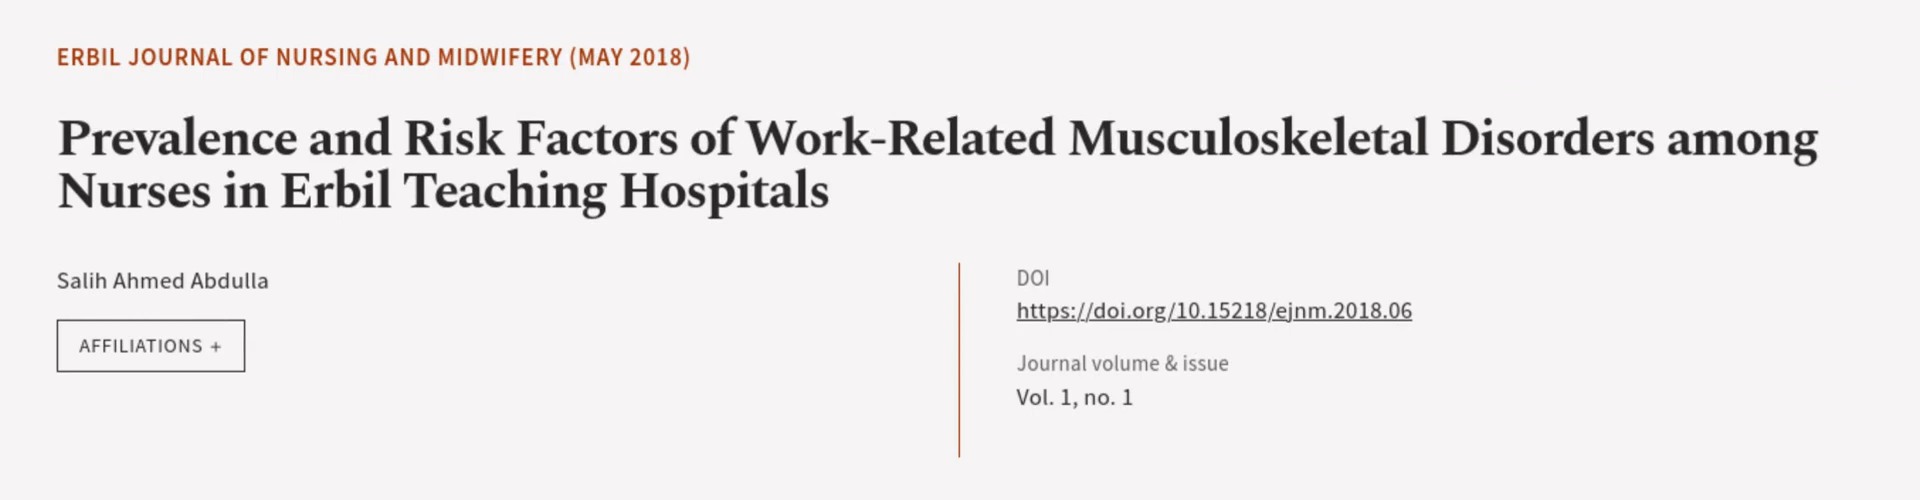 ERBIL JOURNAL OF NURSING AND MIDWIFERY (MAY 2018)
Prevalence and Risk Factors of Work-Related Musculoskeletal Disorders among
Nurses in Erbil Teaching Hospitals
Salih Ahmed Abdulla
AFFILIATIONS +
DOI
https://doi.org/10.15218/ejnm.2018.06
Journal volume & issue
Vol. 1, no. 1